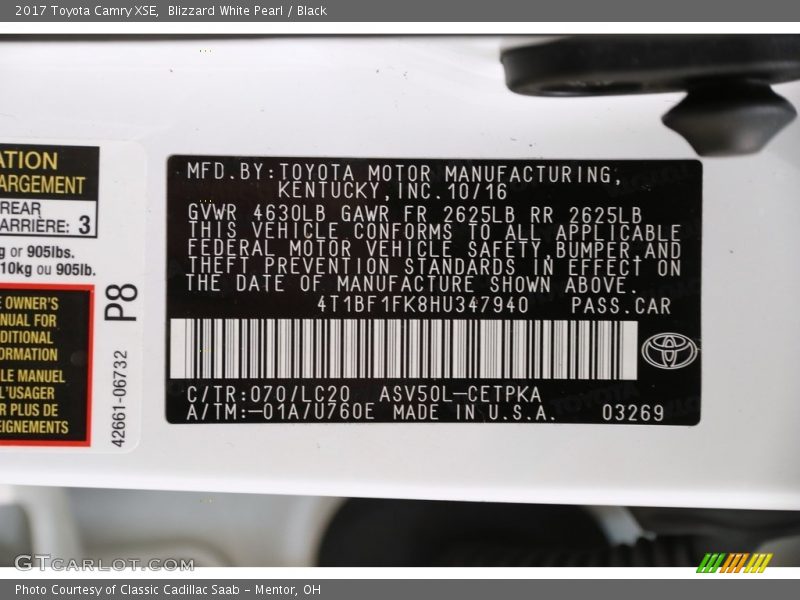 2017 Toyota Camry XSE,  Blizzard White Pearl / Black
ATION
ARGEMENT
REAR
ARRIÈRE: 3
g or 905lbs.
10kg ou 905lb.
E OWNER'S
NUAL FOR
DITIONAL
ORMATION
LE MANUEL
L'USAGER
R PLUS DE
EIGNEMENTS
P8
42661-06732
MFD.BY:TOYOTA MOTOR MANUFACTURING,
KENTUCKY,INC.10/16
GVWR 4630LB GAWR FR 2625LB RR 2625LB
THIS VEHICLE CONFORMS TO ALL APPLICABLE
FEDERAL MOTOR VEHICLE SAFETY,BUMPER,AND
THEFT PREVENTION STANDARDS IN EFFECT ON
THE DATE OF MANUFACTURE SHOWN ABOVE.
4T1BF1FK8HU347940 PASS.CAR
C/TR:070/LC20 ASV50L-CETPKA
A/TM:-01A/U760E MADE IN U.S.A. 03269
GTCARLOT.COM
Photo Courtesy of Classic Cadillac Saab - Mentor, OH